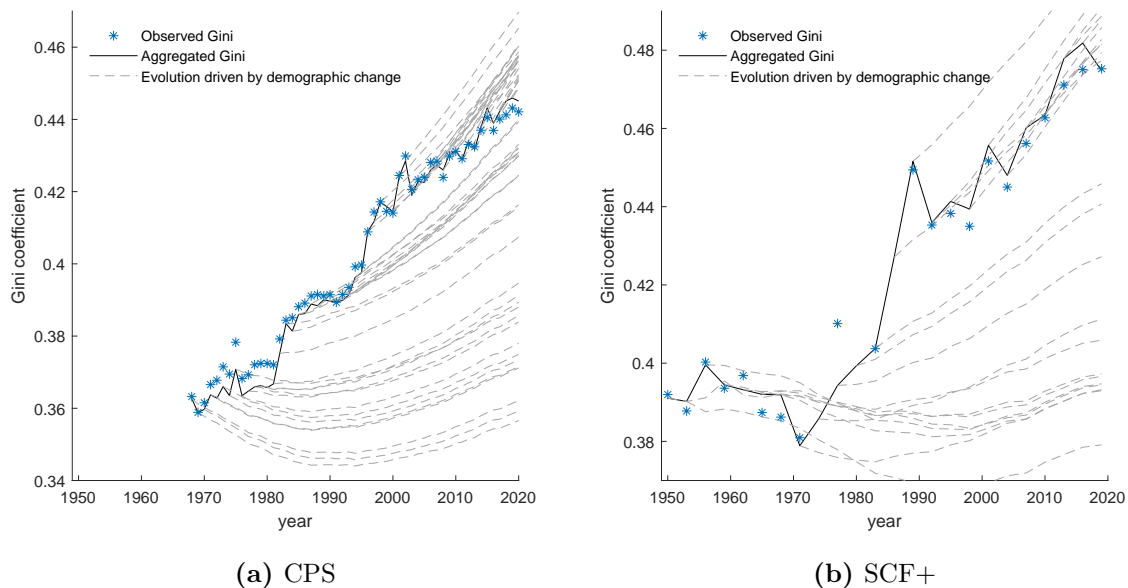 Observed Gini
Aggregated Gini
Evolution driven by demographic change
0.46
0.44
0.42
0.4
0.38
0.36
0.34
Gini coefficient
1950 1960 1970 1980 1990 2000 2010 2020
year
(a) CPS
Observed Gini
Aggregated Gini
Evolution driven by demographic change
0.48
0.46
0.44
0.42
0.4
0.38
Gini coefficient
1950 1960 1970 1980 1990 2000 2010 2020
year
(b) SCF+